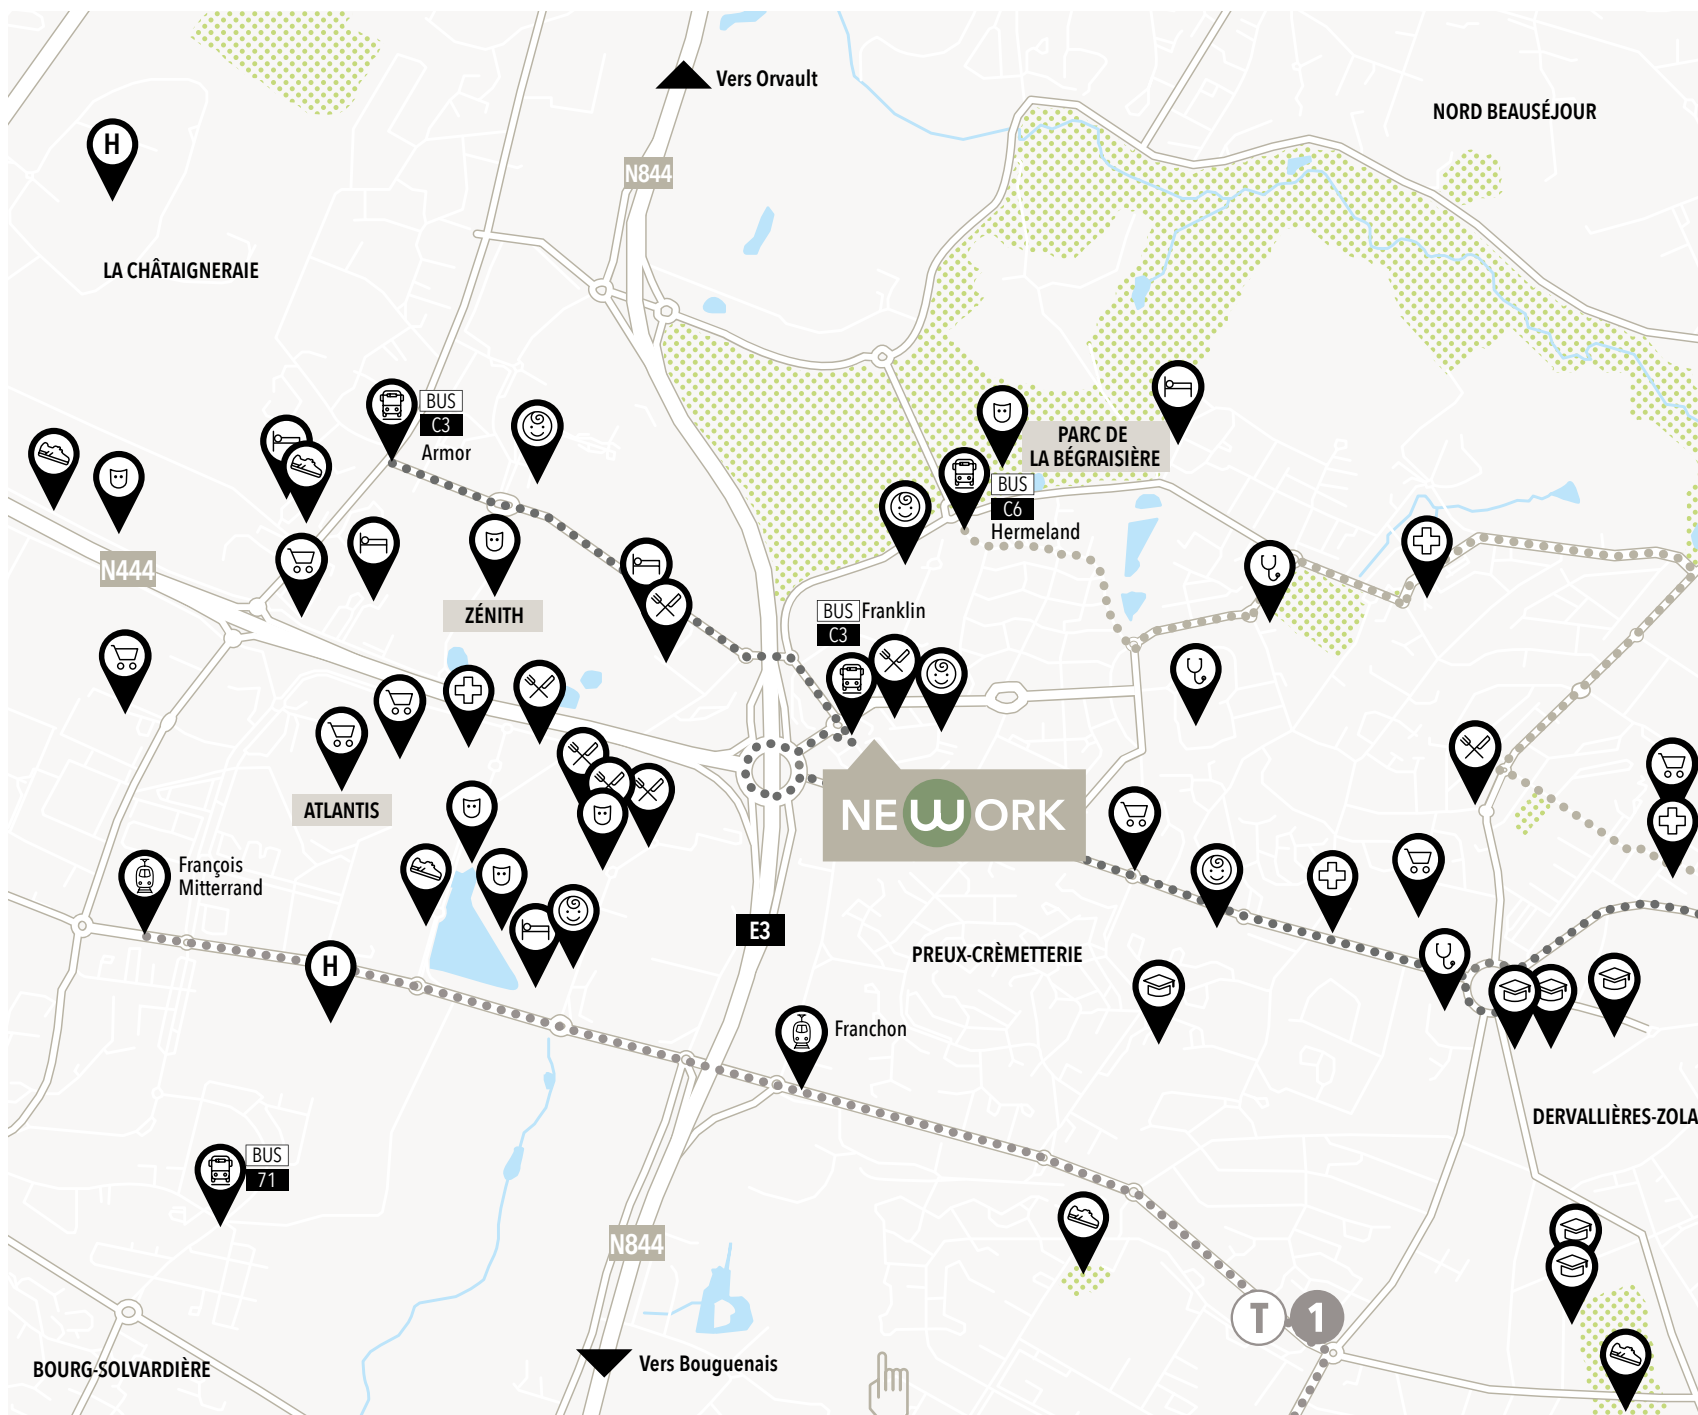 Vers Orvault
NORD BEAUSÉJOUR
H
N844
LA CHÂTAIGNERAIE
BUS
C3
Armor
PARC DE
LA BÉGRAISIÈRE
BUS
C6
Hermeland
N444
ZÉNITH
BUS Franklin
C3
ATLANTIS
NEWORK
François
Mitterrand
E3
PREUX-CRÈMETTERIE
H
Franchon
DERVALLIÈRES-ZOLA
BUS
71
N844
T 1
Vers Bouguenais
BOURG-SOLVARDIÈRE